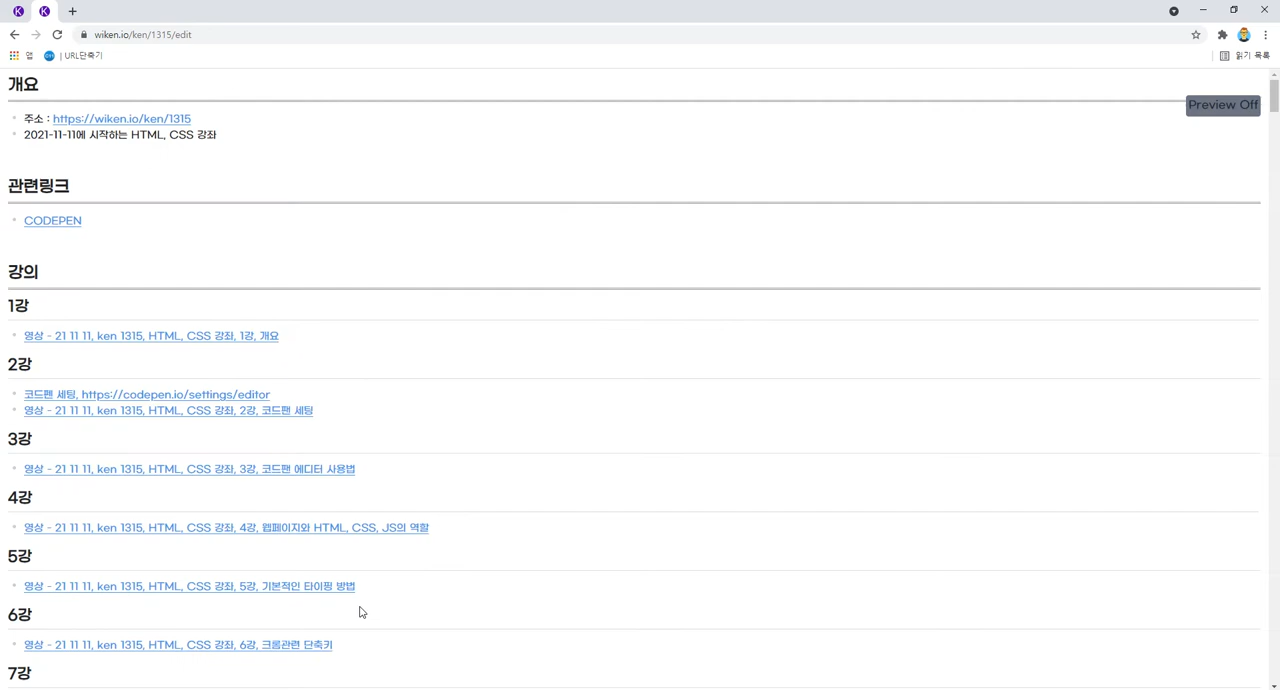 wiken.io/ken/1315/edit
앱
| URL단축기
읽기 목록
개요
Preview Off
주소 : https://wiken.io/ken/1315
2021-11-11에 시작하는 HTML, CSS 강좌
관련링크
CODEPEN
강의
1강
영상 - 21 11 11, ken 1315, HTML, CSS 강좌, 1강, 개요
2강
코드펜 세팅, https://codepen.io/settings/editor
영상 - 21 11 11, ken 1315, HTML, CSS 강좌, 2강, 코드팬 세팅
3강
영상 - 21 11 11, ken 1315, HTML, CSS 강좌, 3강, 코드팬 에디터 사용법
4강
영상 - 21 11 11, ken 1315, HTML, CSS 강좌, 4강, 웹페이지와 HTML, CSS, JS의 역할
5강
영상 - 21 11 11, ken 1315, HTML, CSS 강좌, 5강, 기본적인 타이핑 방법
6강
영상 - 21 11 11, ken 1315, HTML, CSS 강좌, 6강, 크롬관련 단축키
7강